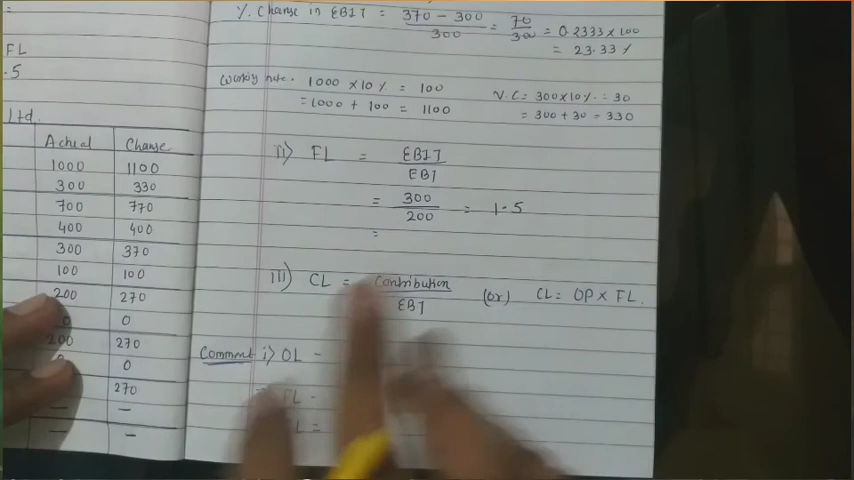 FL
.5
Ltd.
Actual Change
1000 1100
300 330
700 770
400 400
300 370
100 100
200 270
0 0
200 270
0 0
270
— —
— —
%. Change in EBIT = 370 - 300 / 300 = 70 / 300 = 0.2333 x 100
= 23.33 %
Working note. 1000 x 10 % = 100
= 1000 + 100 = 1100
V.C = 300 x 10 %. = 30
= 300 + 30 = 330
ii) FL = EBIT / EBT
= 300 / 200 = 1.5
=
iii) CL = Contribution / EBT (or) CL = OP x FL.
Comment i) OL -
FL -
L =